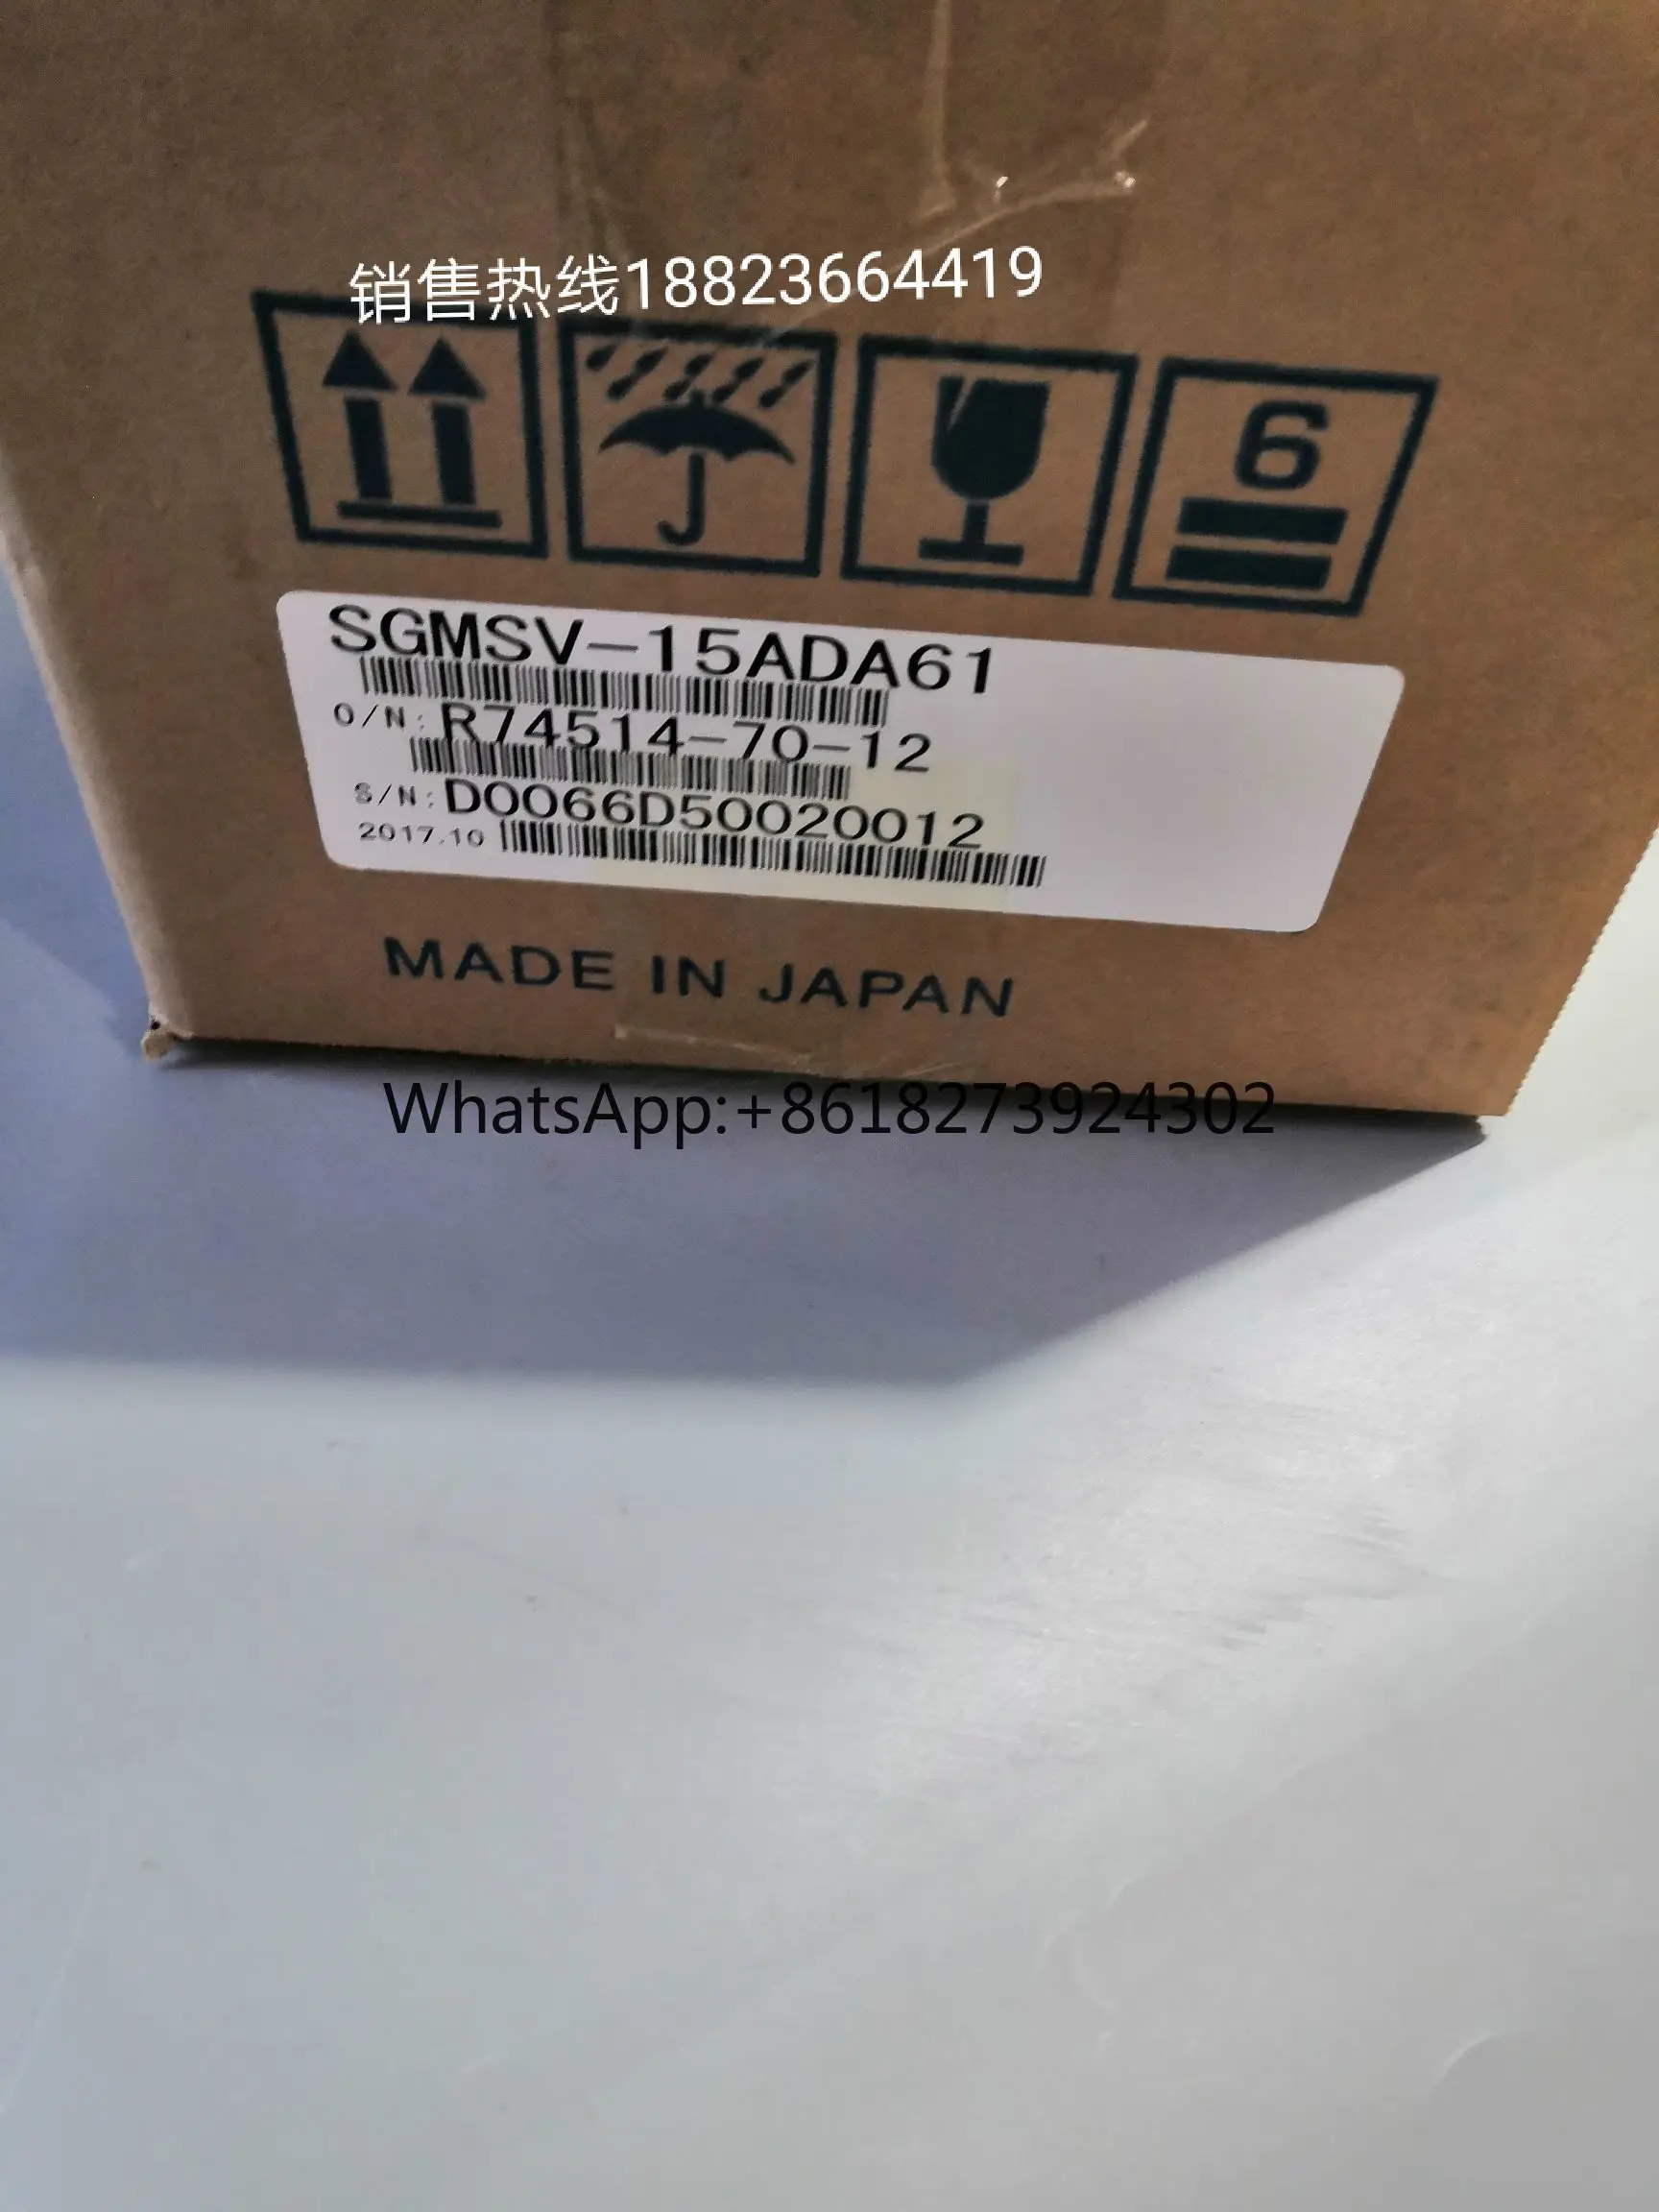 销售热线18823664419
6
SGMSV-15ADA61
O/N: R74514-70-12
S/N: D0066D50020012
2017.10
MADE IN JAPAN
WhatsApp:+8618273924302